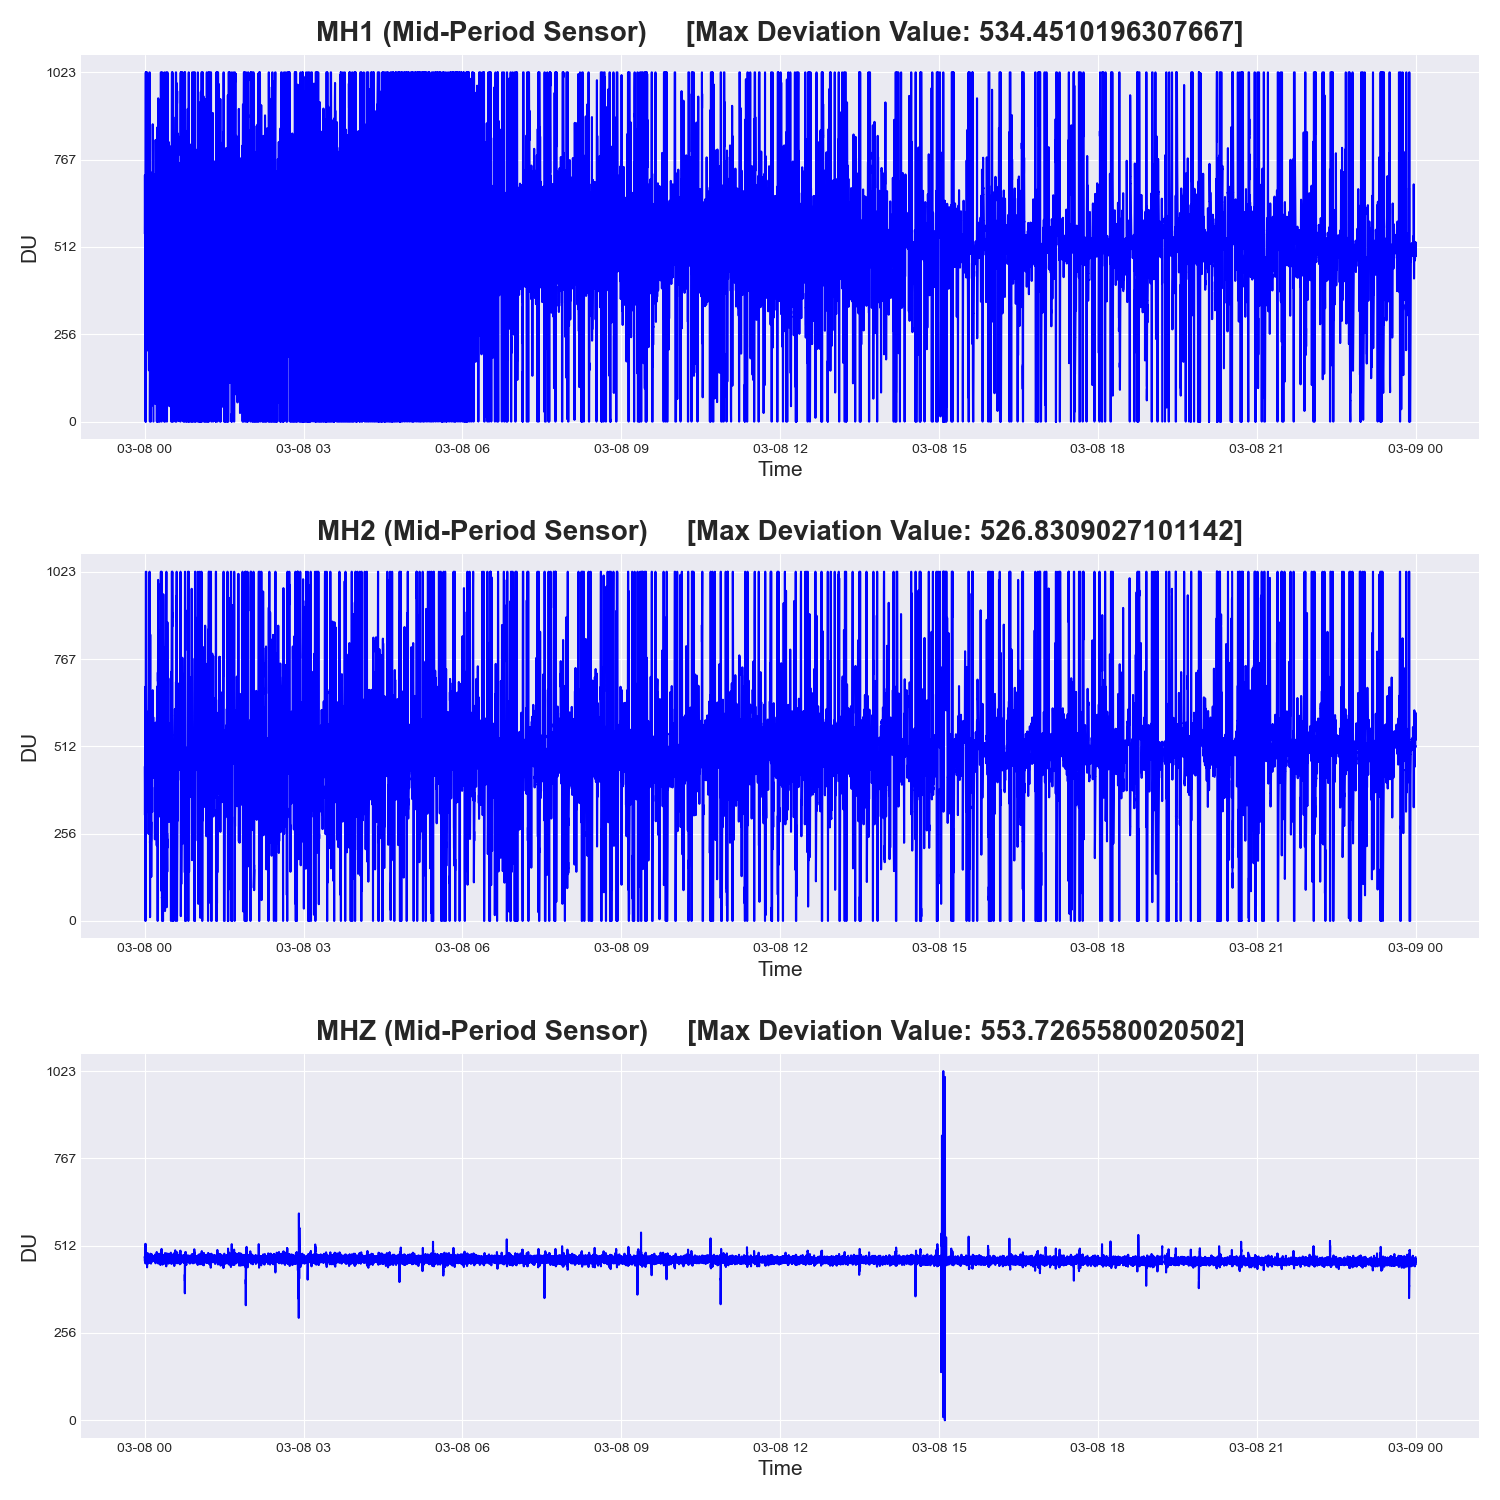 MH1 (Mid-Period Sensor) [Max Deviation Value: 534.4510196307667]
1023
767
512
256
0
DU
03-08 00 03-08 03 03-08 06 03-08 09 03-08 12 03-08 15 03-08 18 03-08 21 03-09 00
Time
MH2 (Mid-Period Sensor) [Max Deviation Value: 526.8309027101142]
1023
767
512
256
0
DU
03-08 00 03-08 03 03-08 06 03-08 09 03-08 12 03-08 15 03-08 18 03-08 21 03-09 00
Time
MHZ (Mid-Period Sensor) [Max Deviation Value: 553.7265580020502]
1023
767
512
256
0
DU
03-08 00 03-08 03 03-08 06 03-08 09 03-08 12 03-08 15 03-08 18 03-08 21 03-09 00
Time